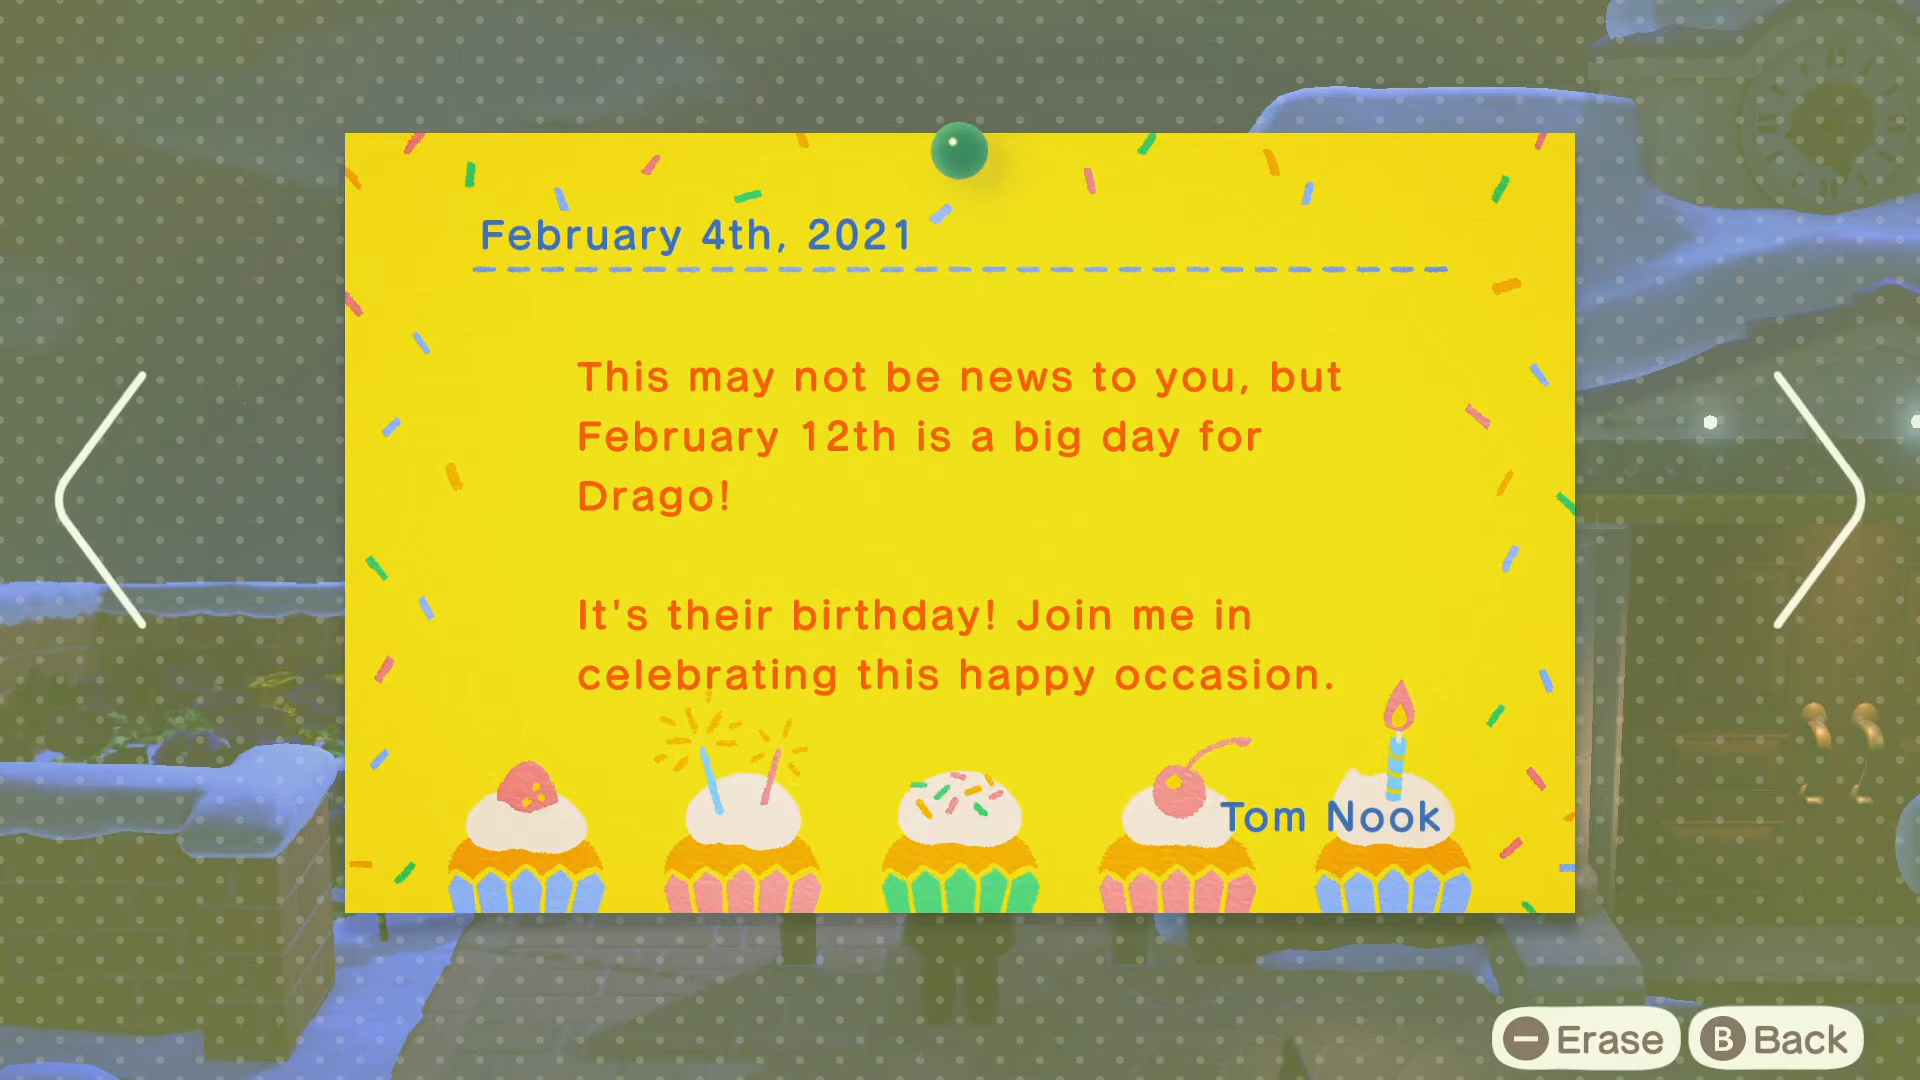 February 4th, 2021
This may not be news to you, but
February 12th is a big day for
Drago!
It's their birthday! Join me in
celebrating this happy occasion.
Tom Nook
Erase
B Back